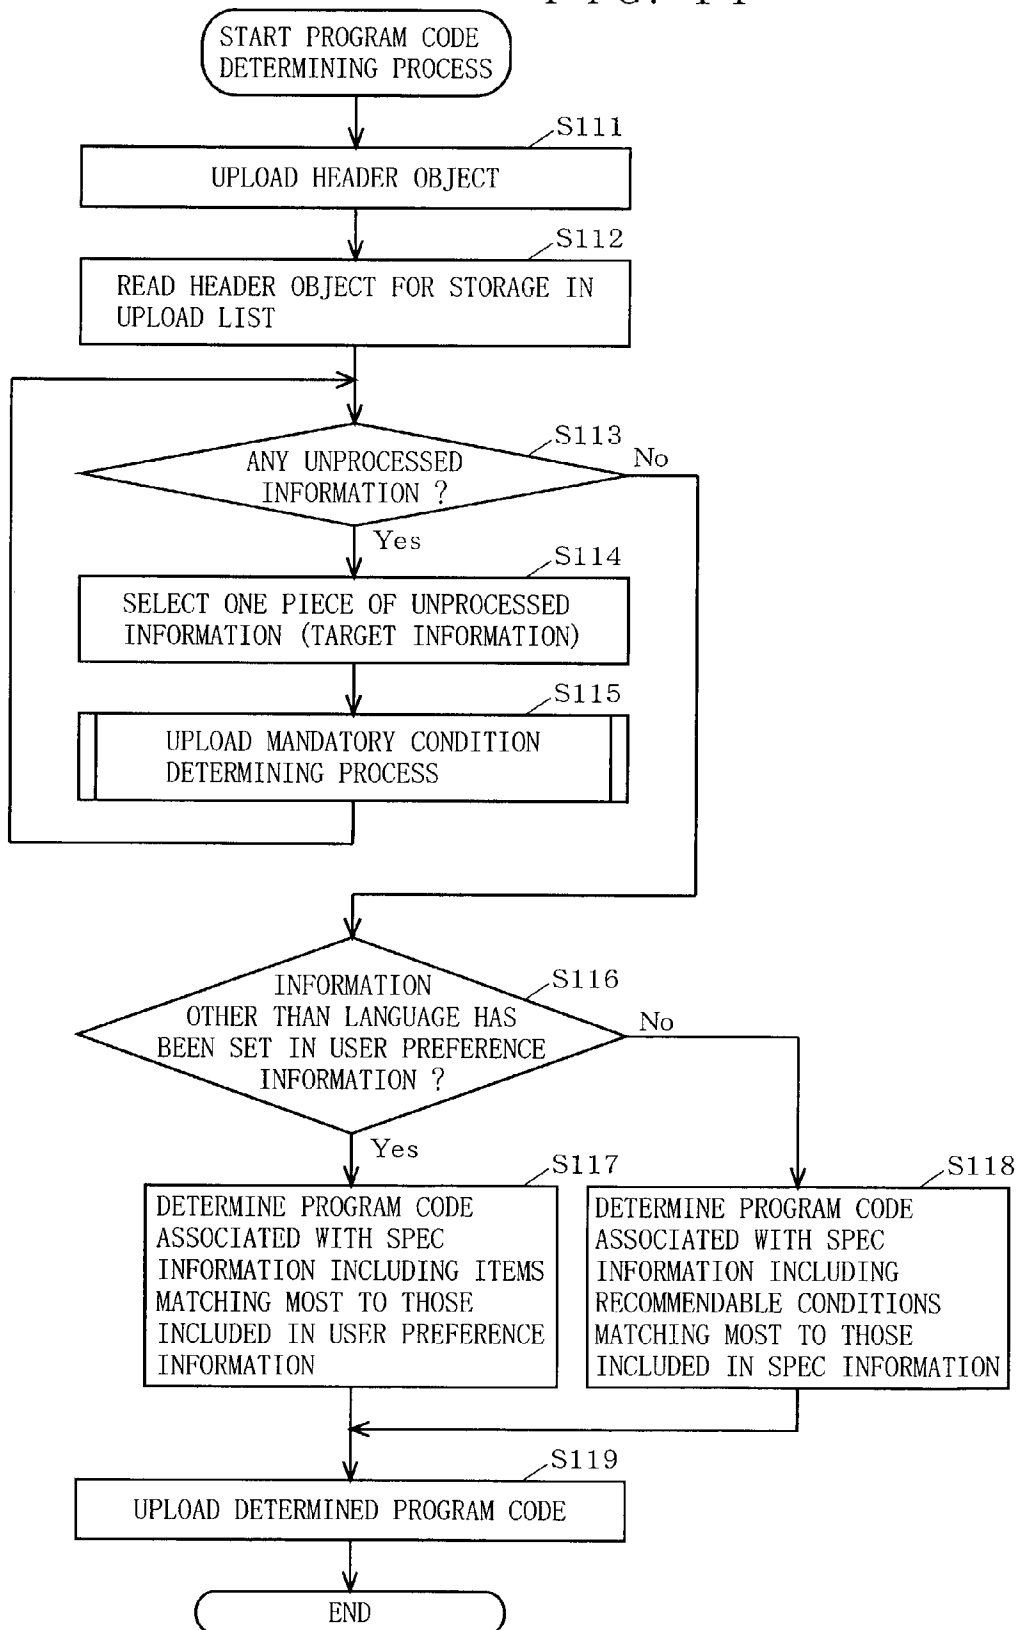 START PROGRAM CODE
DETERMINING PROCESS
S111
UPLOAD HEADER OBJECT
S112
READ HEADER OBJECT FOR STORAGE IN
UPLOAD LIST
S113
ANY UNPROCESSED
INFORMATION ?
No
Yes
S114
SELECT ONE PIECE OF UNPROCESSED
INFORMATION (TARGET INFORMATION)
S115
UPLOAD MANDATORY CONDITION
DETERMINING PROCESS
S116
INFORMATION
OTHER THAN LANGUAGE HAS
BEEN SET IN USER PREFERENCE
INFORMATION ?
No
Yes
S117
DETERMINE PROGRAM CODE
ASSOCIATED WITH SPEC
INFORMATION INCLUDING ITEMS
MATCHING MOST TO THOSE
INCLUDED IN USER PREFERENCE
INFORMATION
S118
DETERMINE PROGRAM CODE
ASSOCIATED WITH SPEC
INFORMATION INCLUDING
RECOMMENDABLE CONDITIONS
MATCHING MOST TO THOSE
INCLUDED IN SPEC INFORMATION
S119
UPLOAD DETERMINED PROGRAM CODE
END